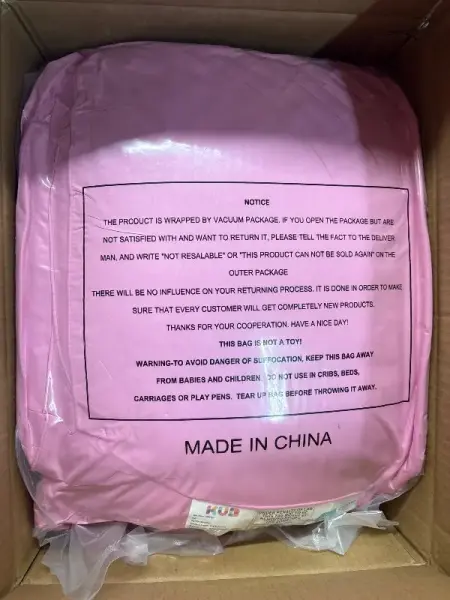 NOTICE
THE PRODUCT IS WRAPPED BY VACUUM PACKAGE. IF YOU OPEN THE PACKAGE BUT ARE
NOT SATISFIED WITH AND WANT TO RETURN IT, PLEASE TELL THE FACT TO THE DELIVER
MAN, AND WRITE "NOT RESALABLE" OR "THIS PRODUCT CAN NOT BE SOLD AGAIN" ON THE
OUTER PACKAGE
THERE WILL BE NO INFLUENCE ON YOUR RETURNING PROCESS. IT IS DONE IN ORDER TO MAKE
SURE THAT EVERY CUSTOMER WILL GET COMPLETELY NEW PRODUCTS.
THANKS FOR YOUR COOPERATION. HAVE A NICE DAY!
THIS BAG IS NOT A TOY!
WARNING-TO AVOID DANGER OF SUFFOCATION, KEEP THIS BAG AWAY
FROM BABIES AND CHILDREN. DO NOT USE IN CRIBS, BEDS,
CARRIAGES OR PLAY PENS. TEAR UP BAG BEFORE THROWING IT AWAY.
MADE IN CHINA